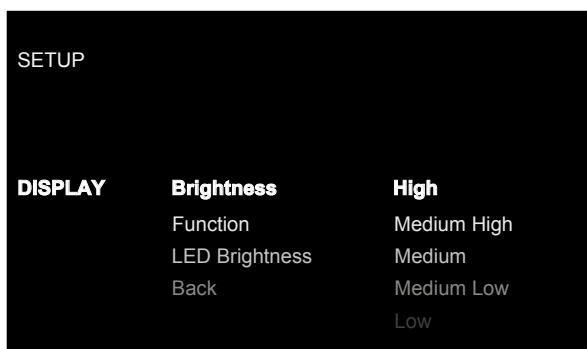 SETUP
DISPLAY Brightness High
Function Medium High
LED Brightness Medium
Back Medium Low
Low